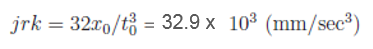 jrk = 32x₀/t₀³ = 32.9 x 10³ (mm/sec³)